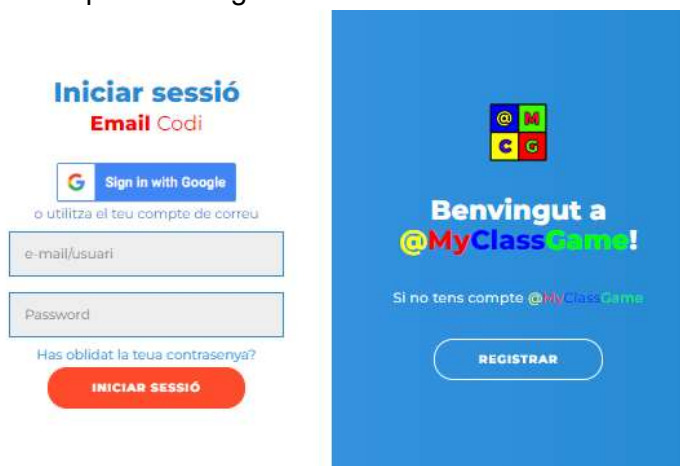 Iniciar sessió
Email Codi
G Sign in with Google
o utilitza el teu compte de correu
e-mail/usuari
Password
Has oblidat la teua contrasenya?
INICIAR SESSIÓ
@ M
C G
Benvingut a
@MyClassGame!
Si no tens compte @MyClassGame
REGISTRAR